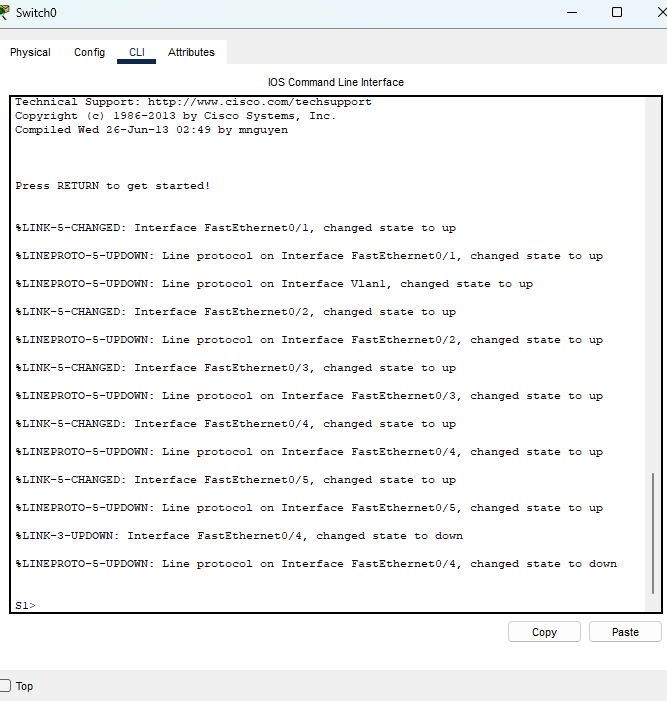 Switch0
Physical Config CLI Attributes
IOS Command Line Interface
Technical Support: http://www.cisco.com/techsupport
Copyright (c) 1986-2013 by Cisco Systems, Inc.
Compiled Wed 26-Jun-13 02:49 by mnguyen
Press RETURN to get started!
%LINK-5-CHANGED: Interface FastEthernet0/1, changed state to up
%LINEPROTO-5-UPDOWN: Line protocol on Interface FastEthernet0/1, changed state to up
%LINEPROTO-5-UPDOWN: Line protocol on Interface Vlan1, changed state to up
%LINK-5-CHANGED: Interface FastEthernet0/2, changed state to up
%LINEPROTO-5-UPDOWN: Line protocol on Interface FastEthernet0/2, changed state to up
%LINK-5-CHANGED: Interface FastEthernet0/3, changed state to up
%LINEPROTO-5-UPDOWN: Line protocol on Interface FastEthernet0/3, changed state to up
%LINK-5-CHANGED: Interface FastEthernet0/4, changed state to up
%LINEPROTO-5-UPDOWN: Line protocol on Interface FastEthernet0/4, changed state to up
%LINK-5-CHANGED: Interface FastEthernet0/5, changed state to up
%LINEPROTO-5-UPDOWN: Line protocol on Interface FastEthernet0/5, changed state to up
%LINK-3-UPDOWN: Interface FastEthernet0/4, changed state to down
%LINEPROTO-5-UPDOWN: Line protocol on Interface FastEthernet0/4, changed state to down
S1>
Copy Paste
Top